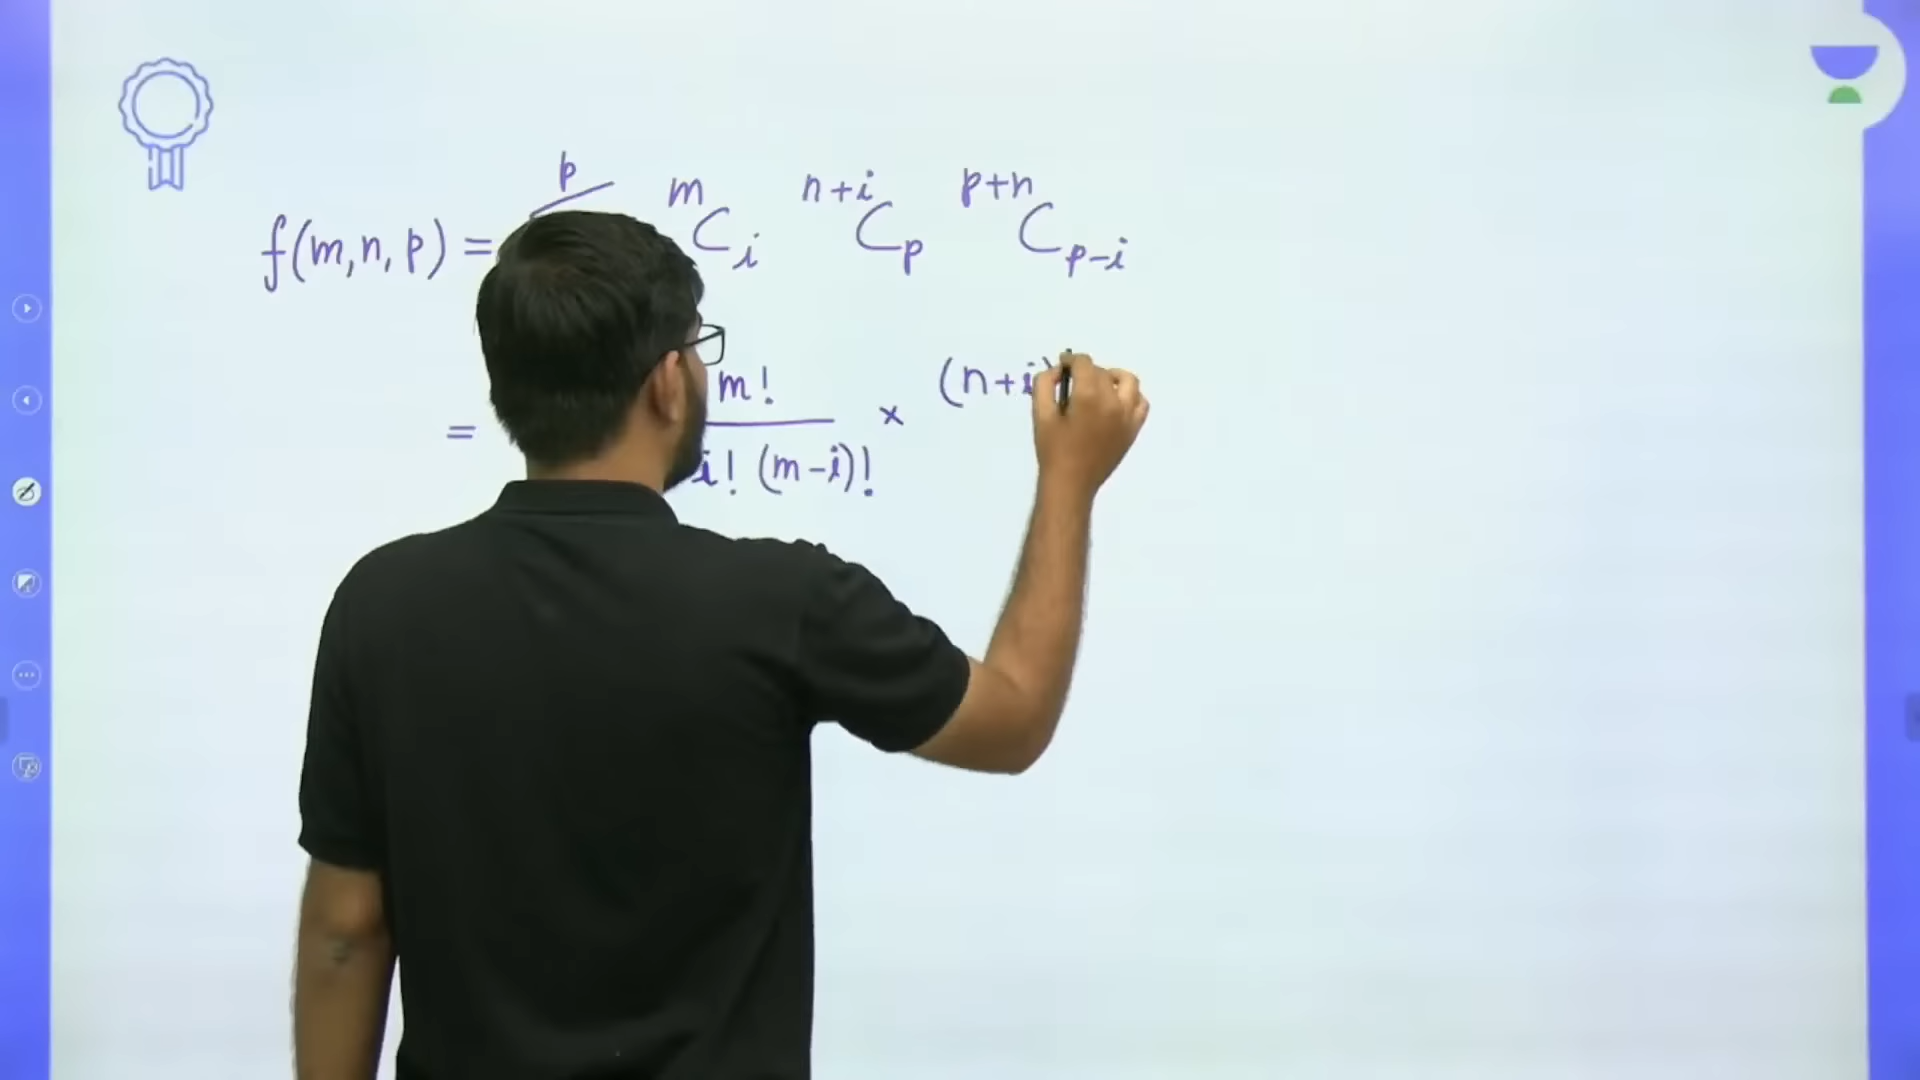 f(m,n,p) = p mCi n+iCp p+nCp-i
= m! / i! (m-i)! × (n+i)